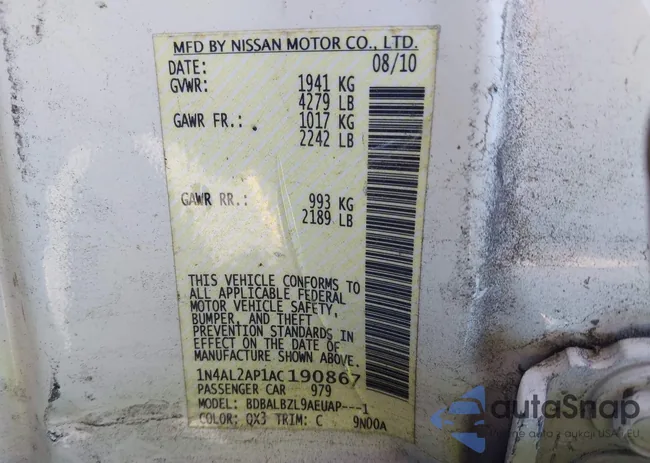 MFD BY NISSAN MOTOR CO., LTD.
DATE: 08/10
GVWR: 1941 KG
4279 LB
GAWR FR.: 1017 KG
2242 LB
GAWR RR.: 993 KG
2189 LB
THIS VEHICLE CONFORMS TO
ALL APPLICABLE FEDERAL
MOTOR VEHICLE SAFETY,
BUMPER, AND THEFT
PREVENTION STANDARDS IN
EFFECT ON THE DATE OF
MANUFACTURE SHOWN ABOVE.
1N4AL2AP1AC190867
PASSENGER CAR 979
MODEL: BDBALBZL9AEUAP---1
COLOR: QX3 TRIM: C 9N00A
autoSnap
aukcji USA